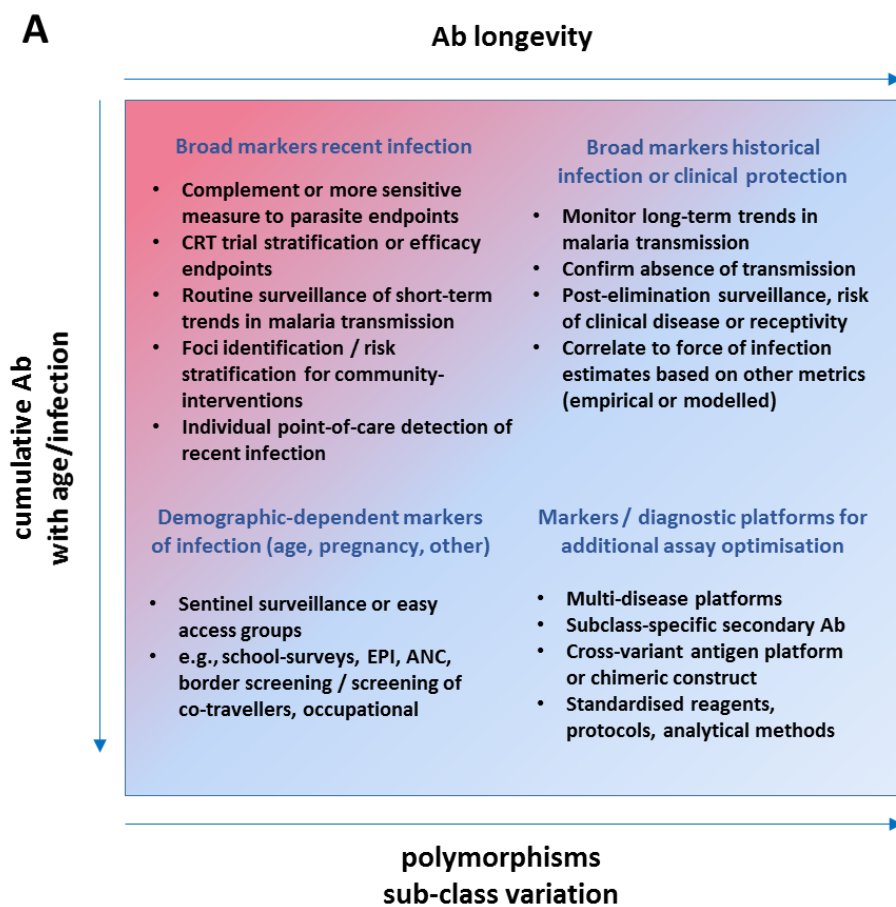 A
Ab longevity
cumulative Ab
with age/infection
Broad markers recent infection
• Complement or more sensitive
measure to parasite endpoints
• CRT trial stratification or efficacy
endpoints
• Routine surveillance of short-term
trends in malaria transmission
• Foci identification / risk
stratification for community-
interventions
• Individual point-of-care detection of
recent infection
Broad markers historical
infection or clinical protection
• Monitor long-term trends in
malaria transmission
• Confirm absence of transmission
• Post-elimination surveillance, risk
of clinical disease or receptivity
• Correlate to force of infection
estimates based on other metrics
(empirical or modelled)
Demographic-dependent markers
of infection (age, pregnancy, other)
• Sentinel surveillance or easy
access groups
• e.g., school-surveys, EPI, ANC,
border screening / screening of
co-travellers, occupational
Markers / diagnostic platforms for
additional assay optimisation
• Multi-disease platforms
• Subclass-specific secondary Ab
• Cross-variant antigen platform
or chimeric construct
• Standardised reagents,
protocols, analytical methods
polymorphisms
sub-class variation